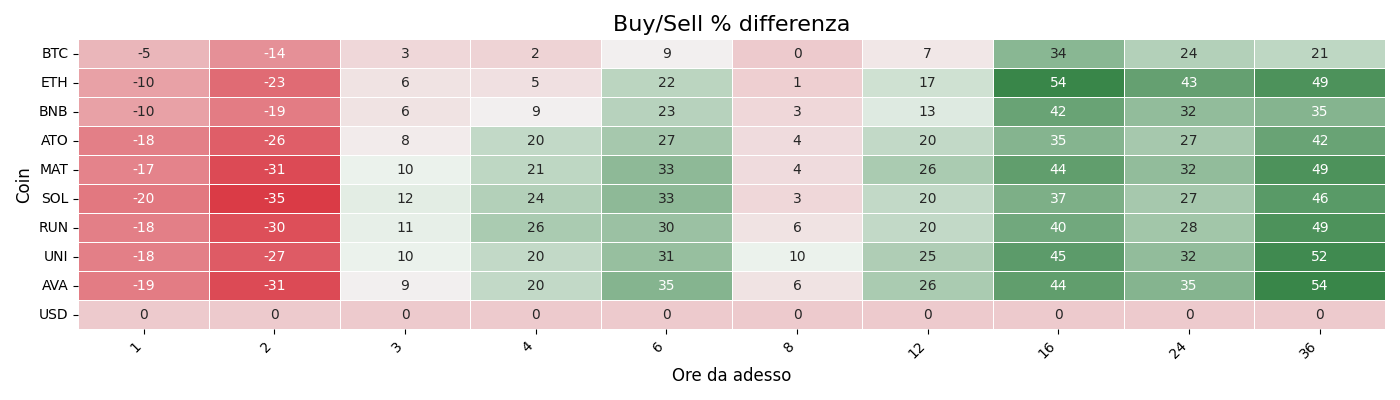 Buy/Sell % differenza
Coin
BTC -5 -14 3 2 9 0 7 34 24 21
ETH -10 -23 6 5 22 1 17 54 43 49
BNB -10 -19 6 9 23 3 13 42 32 35
ATO -18 -26 8 20 27 4 20 35 27 42
MAT -17 -31 10 21 33 4 26 44 32 49
SOL -20 -35 12 24 33 3 20 37 27 46
RUN -18 -30 11 26 30 6 20 40 28 49
UNI -18 -27 10 20 31 10 25 45 32 52
AVA -19 -31 9 20 35 6 26 44 35 54
USD 0 0 0 0 0 0 0 0 0 0
1 2 3 4 6 8 12 16 24 36
Ore da adesso